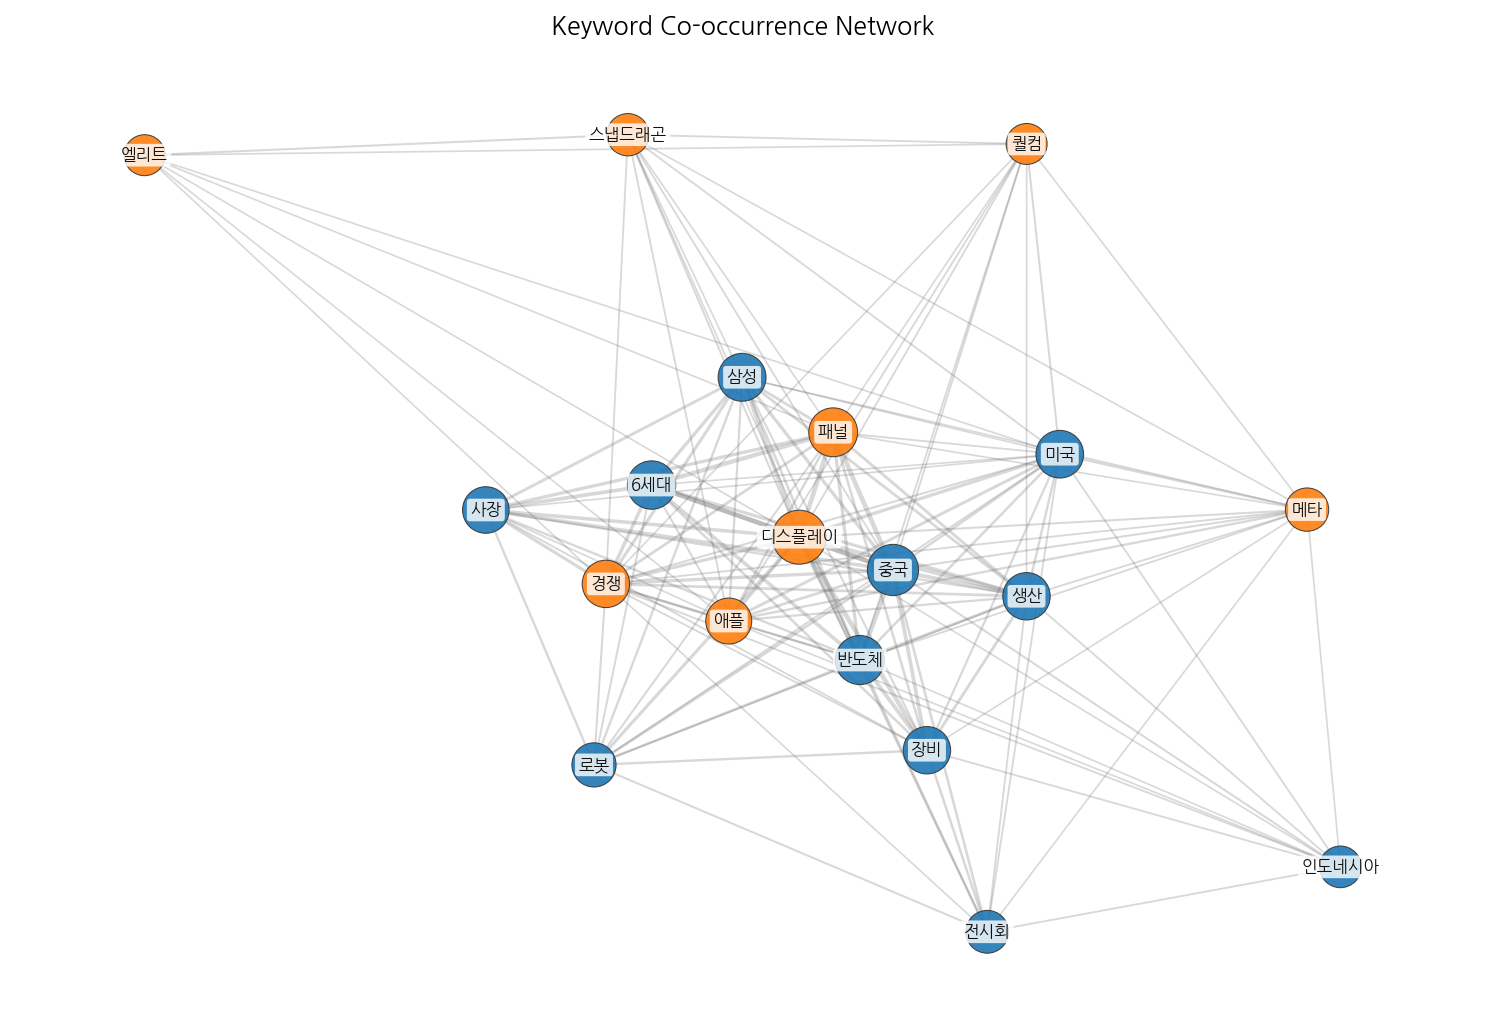 Keyword Co-occurrence Network
엘리트
스냅드래곤
퀄컴
삼성
패널
미국
6세대
사장
메타
디스플레이
중국
경쟁
생산
애플
반도체
장비
로봇
인도네시아
전시회